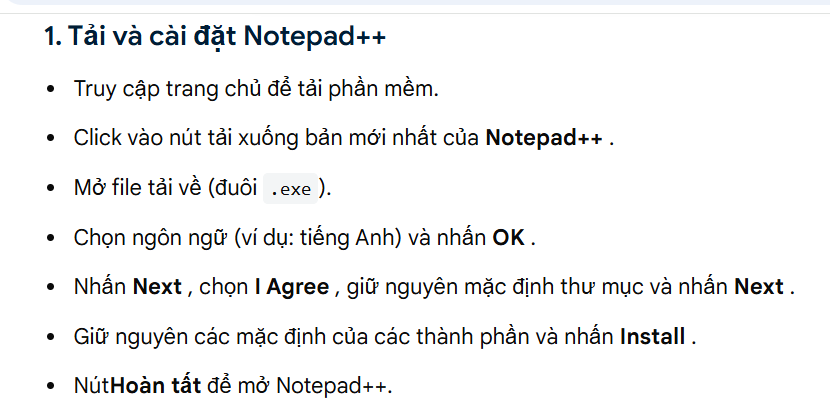 1. Tải và cài đặt Notepad++
• Truy cập trang chủ để tải phần mềm.
• Click vào nút tải xuống bản mới nhất của Notepad++ .
• Mở file tải về (đuôi .exe).
• Chọn ngôn ngữ (ví dụ: tiếng Anh) và nhấn OK .
• Nhấn Next , chọn I Agree , giữ nguyên mặc định thư mục và nhấn Next .
• Giữ nguyên các mặc định của các thành phần và nhấn Install .
• NútHoàn tất để mở Notepad++.